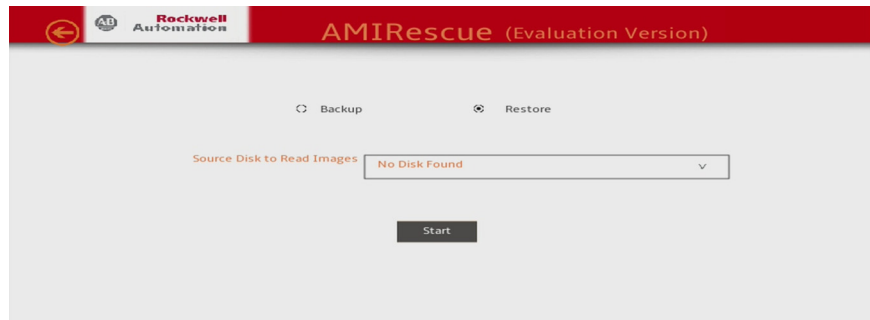 AB Rockwell
Automation
AMIRescue (Evaluation Version)
Backup Restore
Source Disk to Read Images No Disk Found
Start